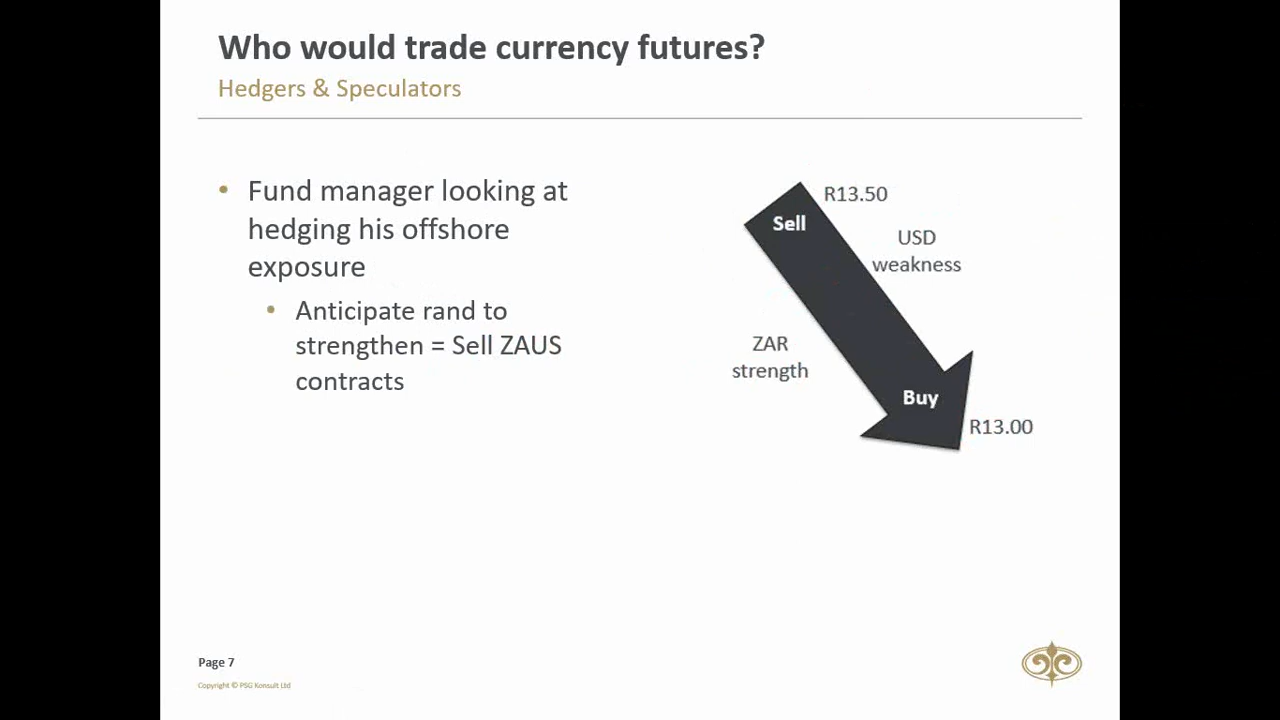 Who would trade currency futures?
Hedgers & Speculators
• Fund manager looking at
hedging his offshore
exposure
• Anticipate rand to
strengthen = Sell ZAUS
contracts
R13.50
Sell
USD
weakness
ZAR
strength
Buy
R13.00
Page 7
Copyright © PSG Konsult Ltd